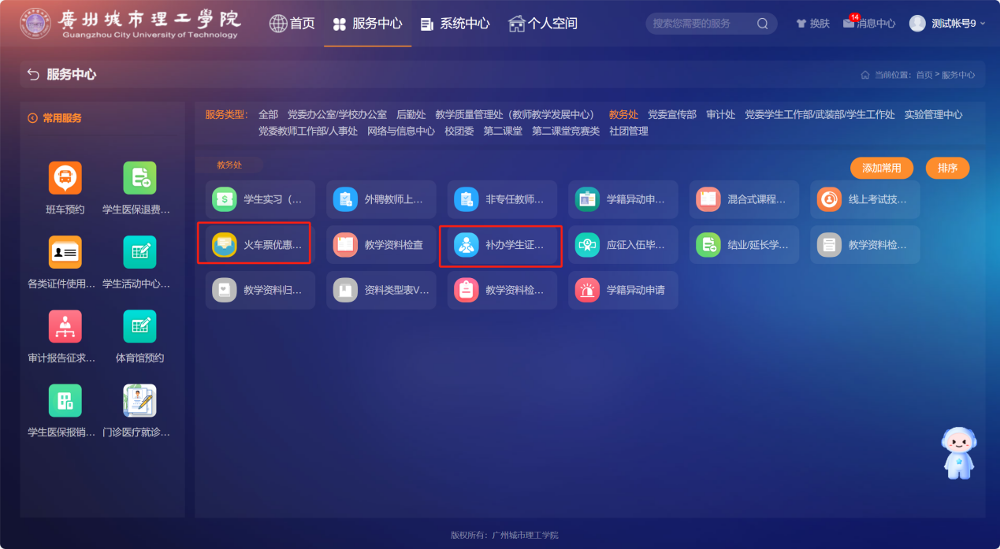 廣州城市理工學院
Guangzhou City University of Technology
首页 服务中心 系统中心 个人空间
搜索您需要的服务
换肤 14 消息中心 测试帐号9
服务中心
当前位置： 首页 > 服务中心
常用服务
班车预约 学生医保退费...
各类证件使用... 学生活动中心...
审计报告征求... 体育馆预约
学生医保报销... 门诊医疗就诊...
服务类型： 全部 党委办公室/学校办公室 后勤处 教学质量管理处（教师教学发展中心） 教务处 党委宣传部 审计处 党委学生工作部/武装部/学生工作处 实验管理中心
党委教师工作部/人事处 网络与信息中心 校团委 第二课堂 第二课堂竞赛类 社团管理
教务处
添加常用 排序
学生实习（... 外聘教师上... 非专任教师... 学籍异动申... 混合式课程... 线上考试技...
火车票优惠... 教学资料检查 补办学生证... 应征入伍毕... 结业/延长学... 教学资料检...
教学资料归... 资料类型表V... 教学资料检... 学籍异动申请
版权所有：广州城市理工学院